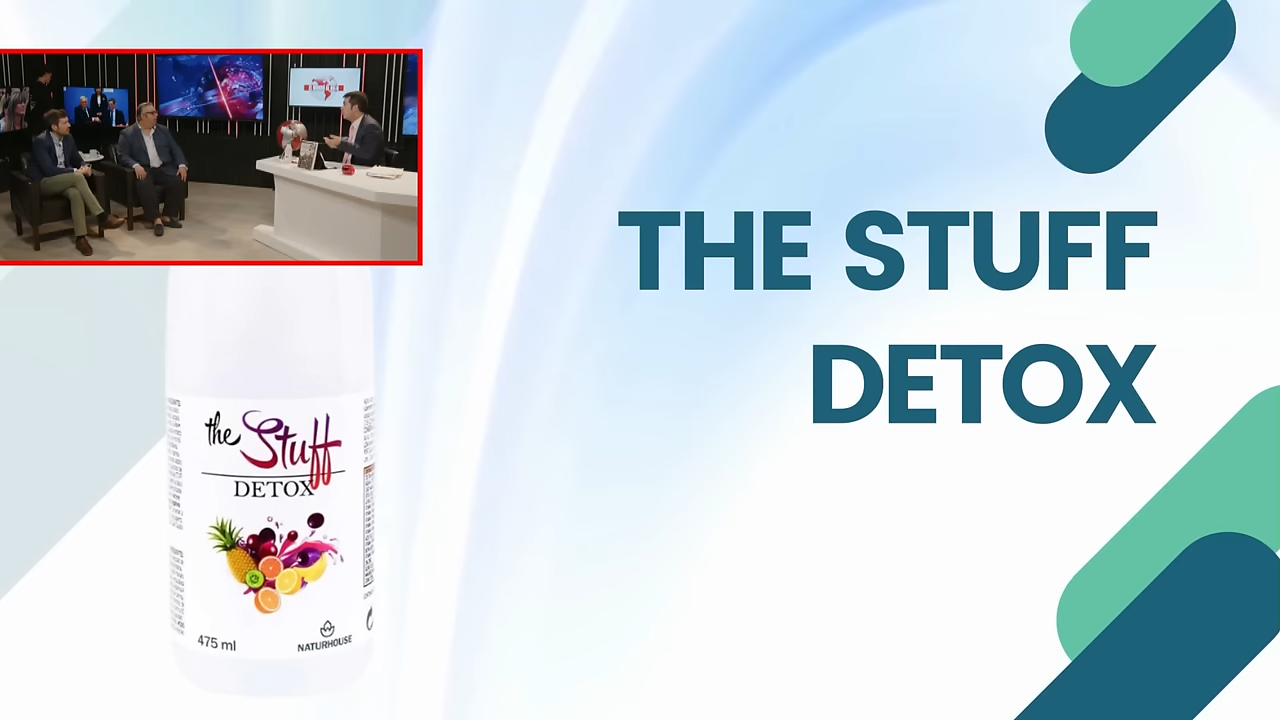 THE STUFF
DETOX
the Stuff
DETOX
475 ml
NATURHOUSE